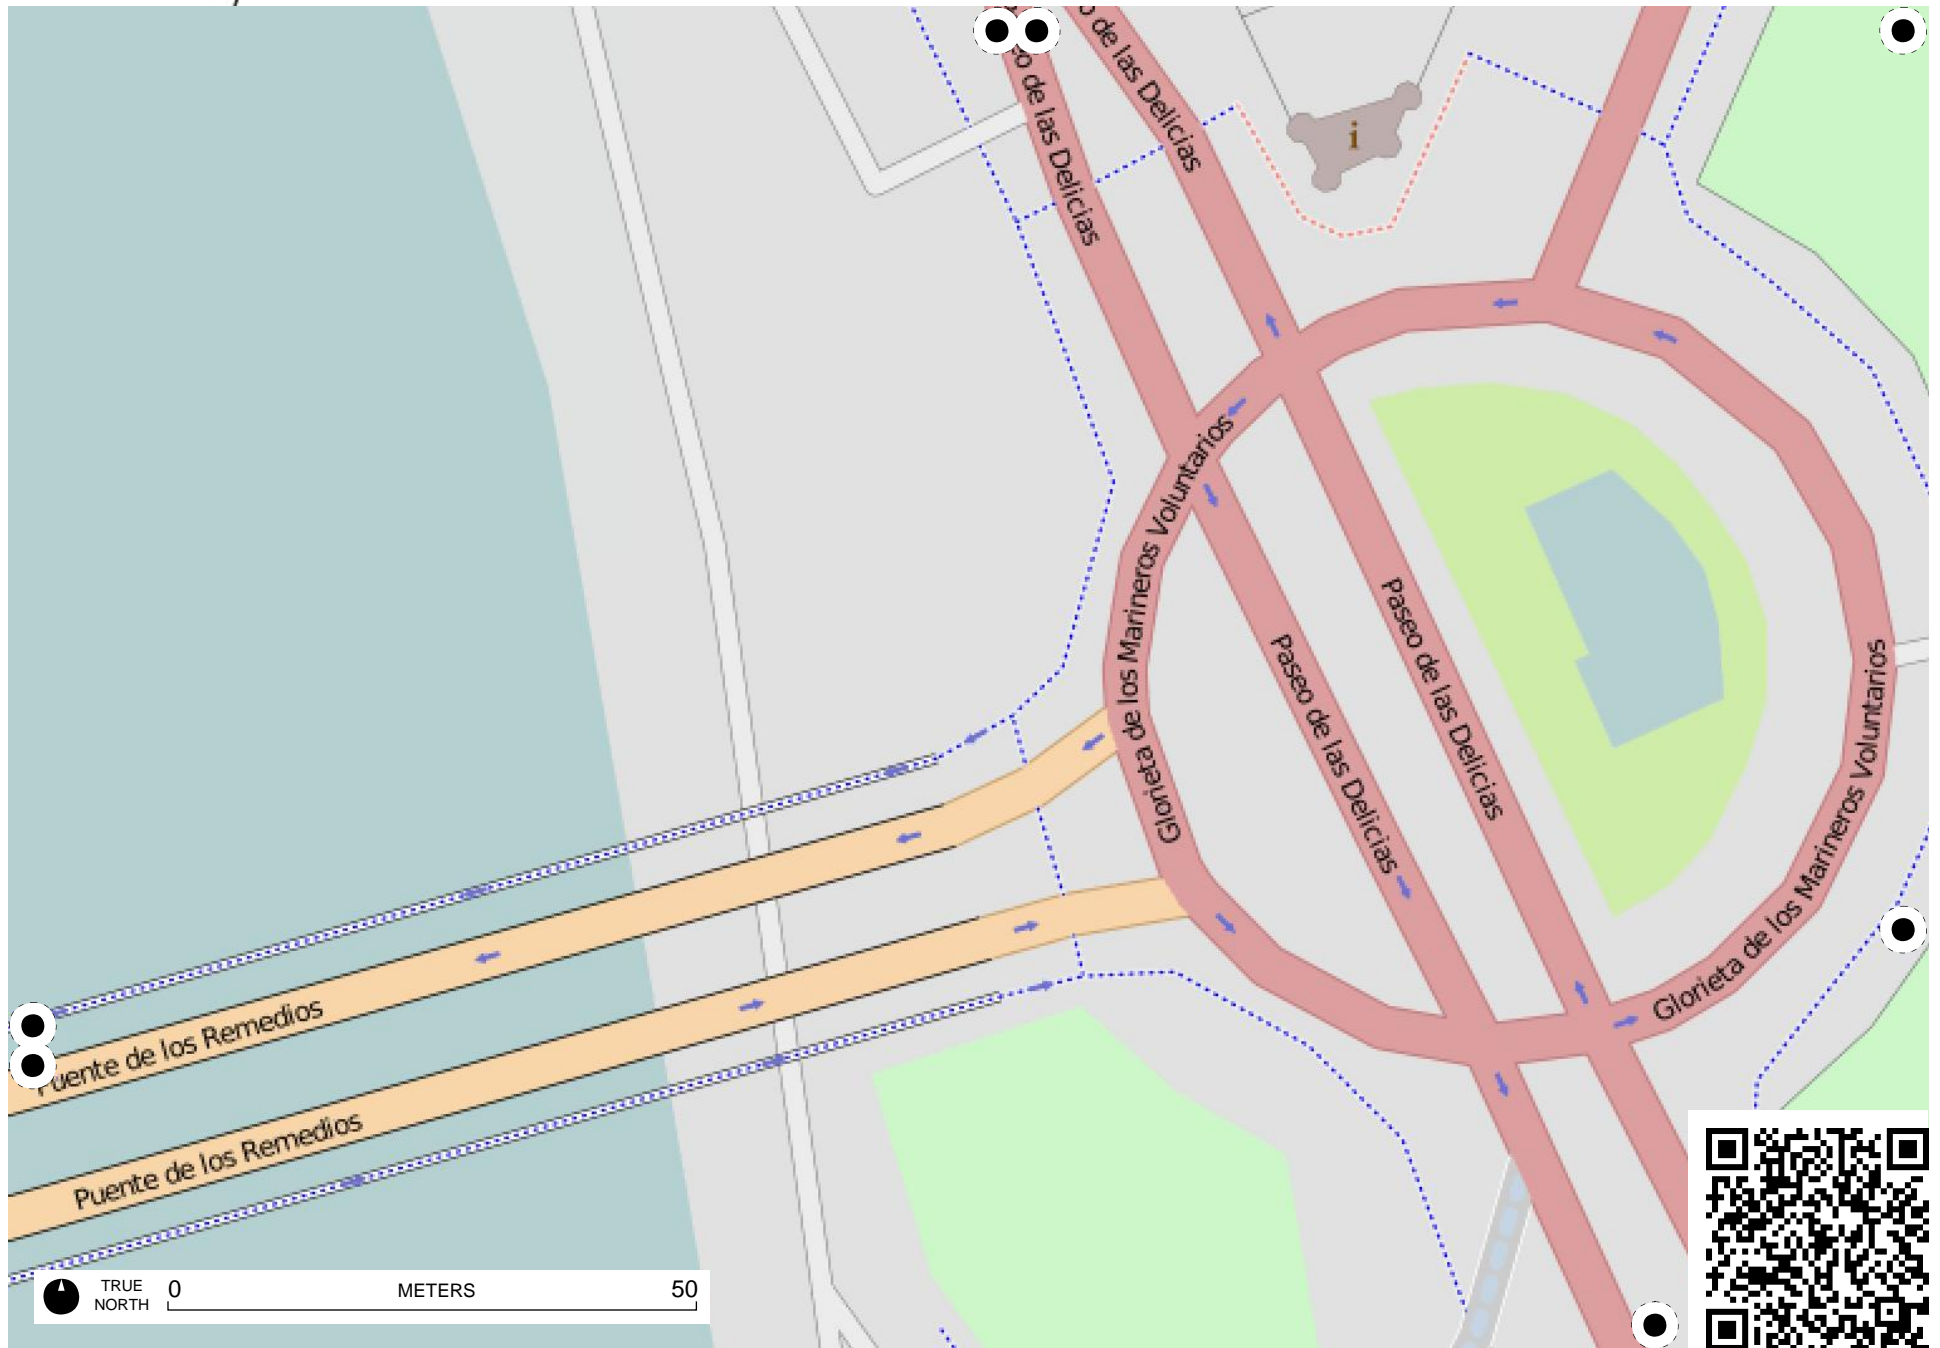 de las Delicias
o de las Delicias
i
Glorieta de los Marineros Voluntarios
Paseo de las Delicias
Paseo de las Delicias
Glorieta de los Marineros Voluntarios
Puente de los Remedios
Puente de los Remedios
TRUE NORTH
0 METERS 50